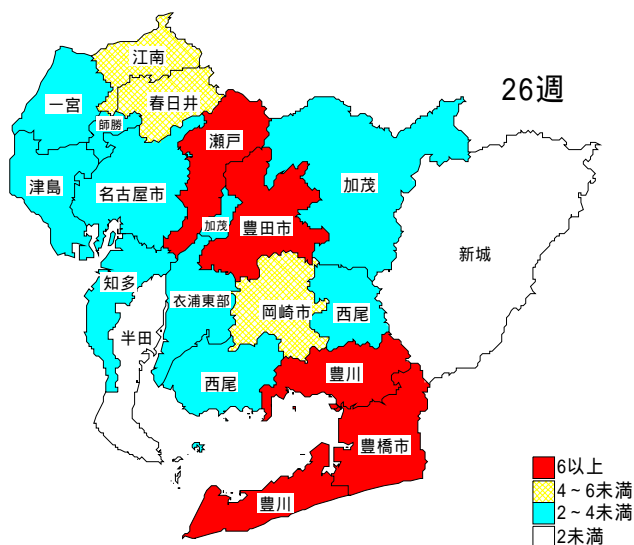 江南
26週
一宮
春日井
師勝
瀬戸
津島
名古屋市
加茂
加茂
豊田市
新城
知多
衣浦東部
岡崎市
西尾
半田
西尾
豊川
豊橋市
豊川
6以上
4~6未満
2~4未満
2未満